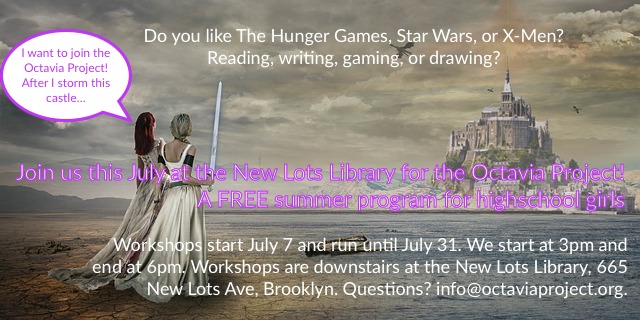 Do you like The Hunger Games, Star Wars, or X-Men?
Reading, writing, gaming, or drawing?
I want to join the
Octavia Project!
After I storm this
castle...
Join us this July at the New Lots Library for the Octavia Project!
A FREE summer program for highschool girls
Workshops start July 7 and run until July 31. We start at 3pm and
end at 6pm. Workshops are downstairs at the New Lots Library, 665
New Lots Ave, Brooklyn. Questions? info@octaviaproject.org.